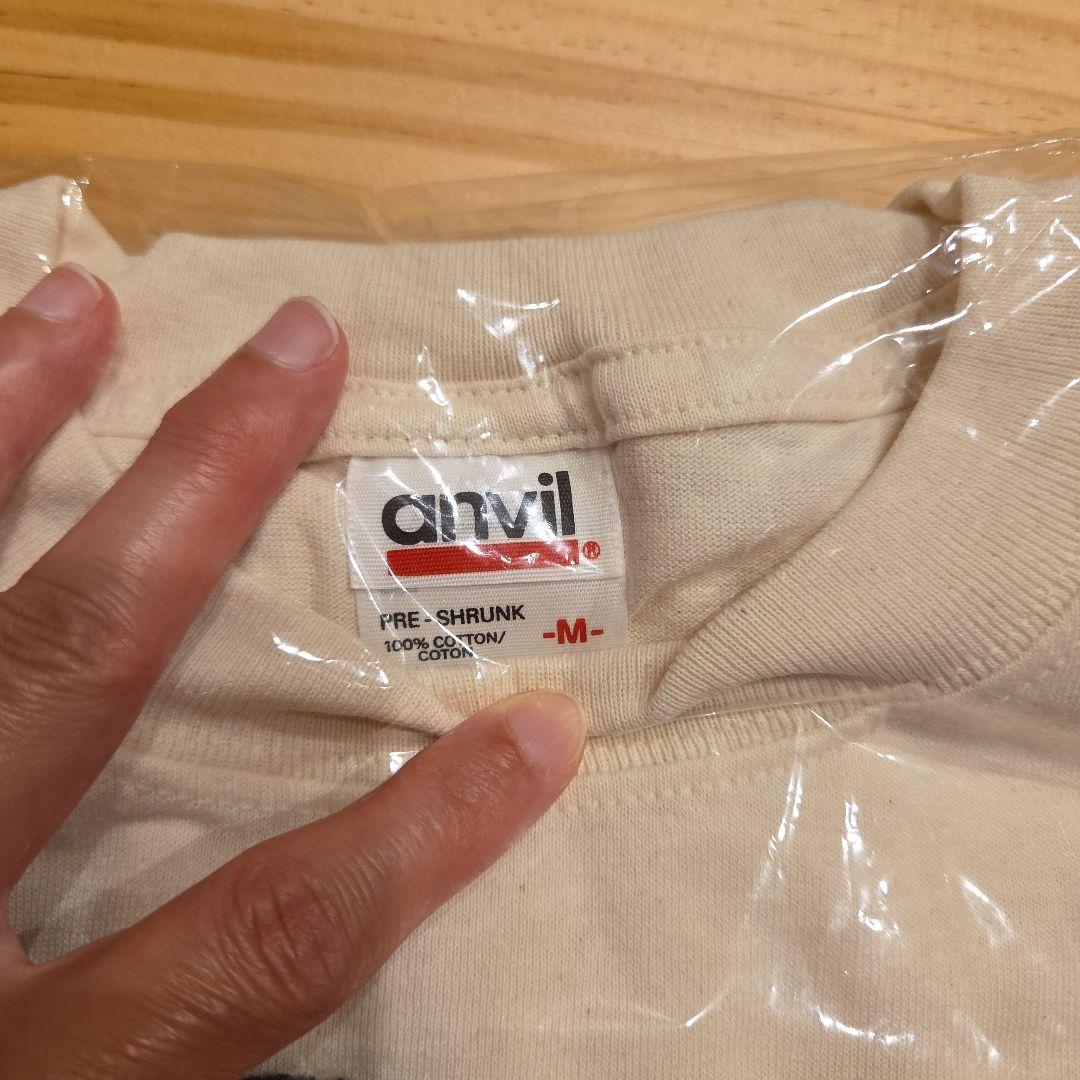 anvil®
PRE-SHRUNK
100% COTTON/
COTON
-M-